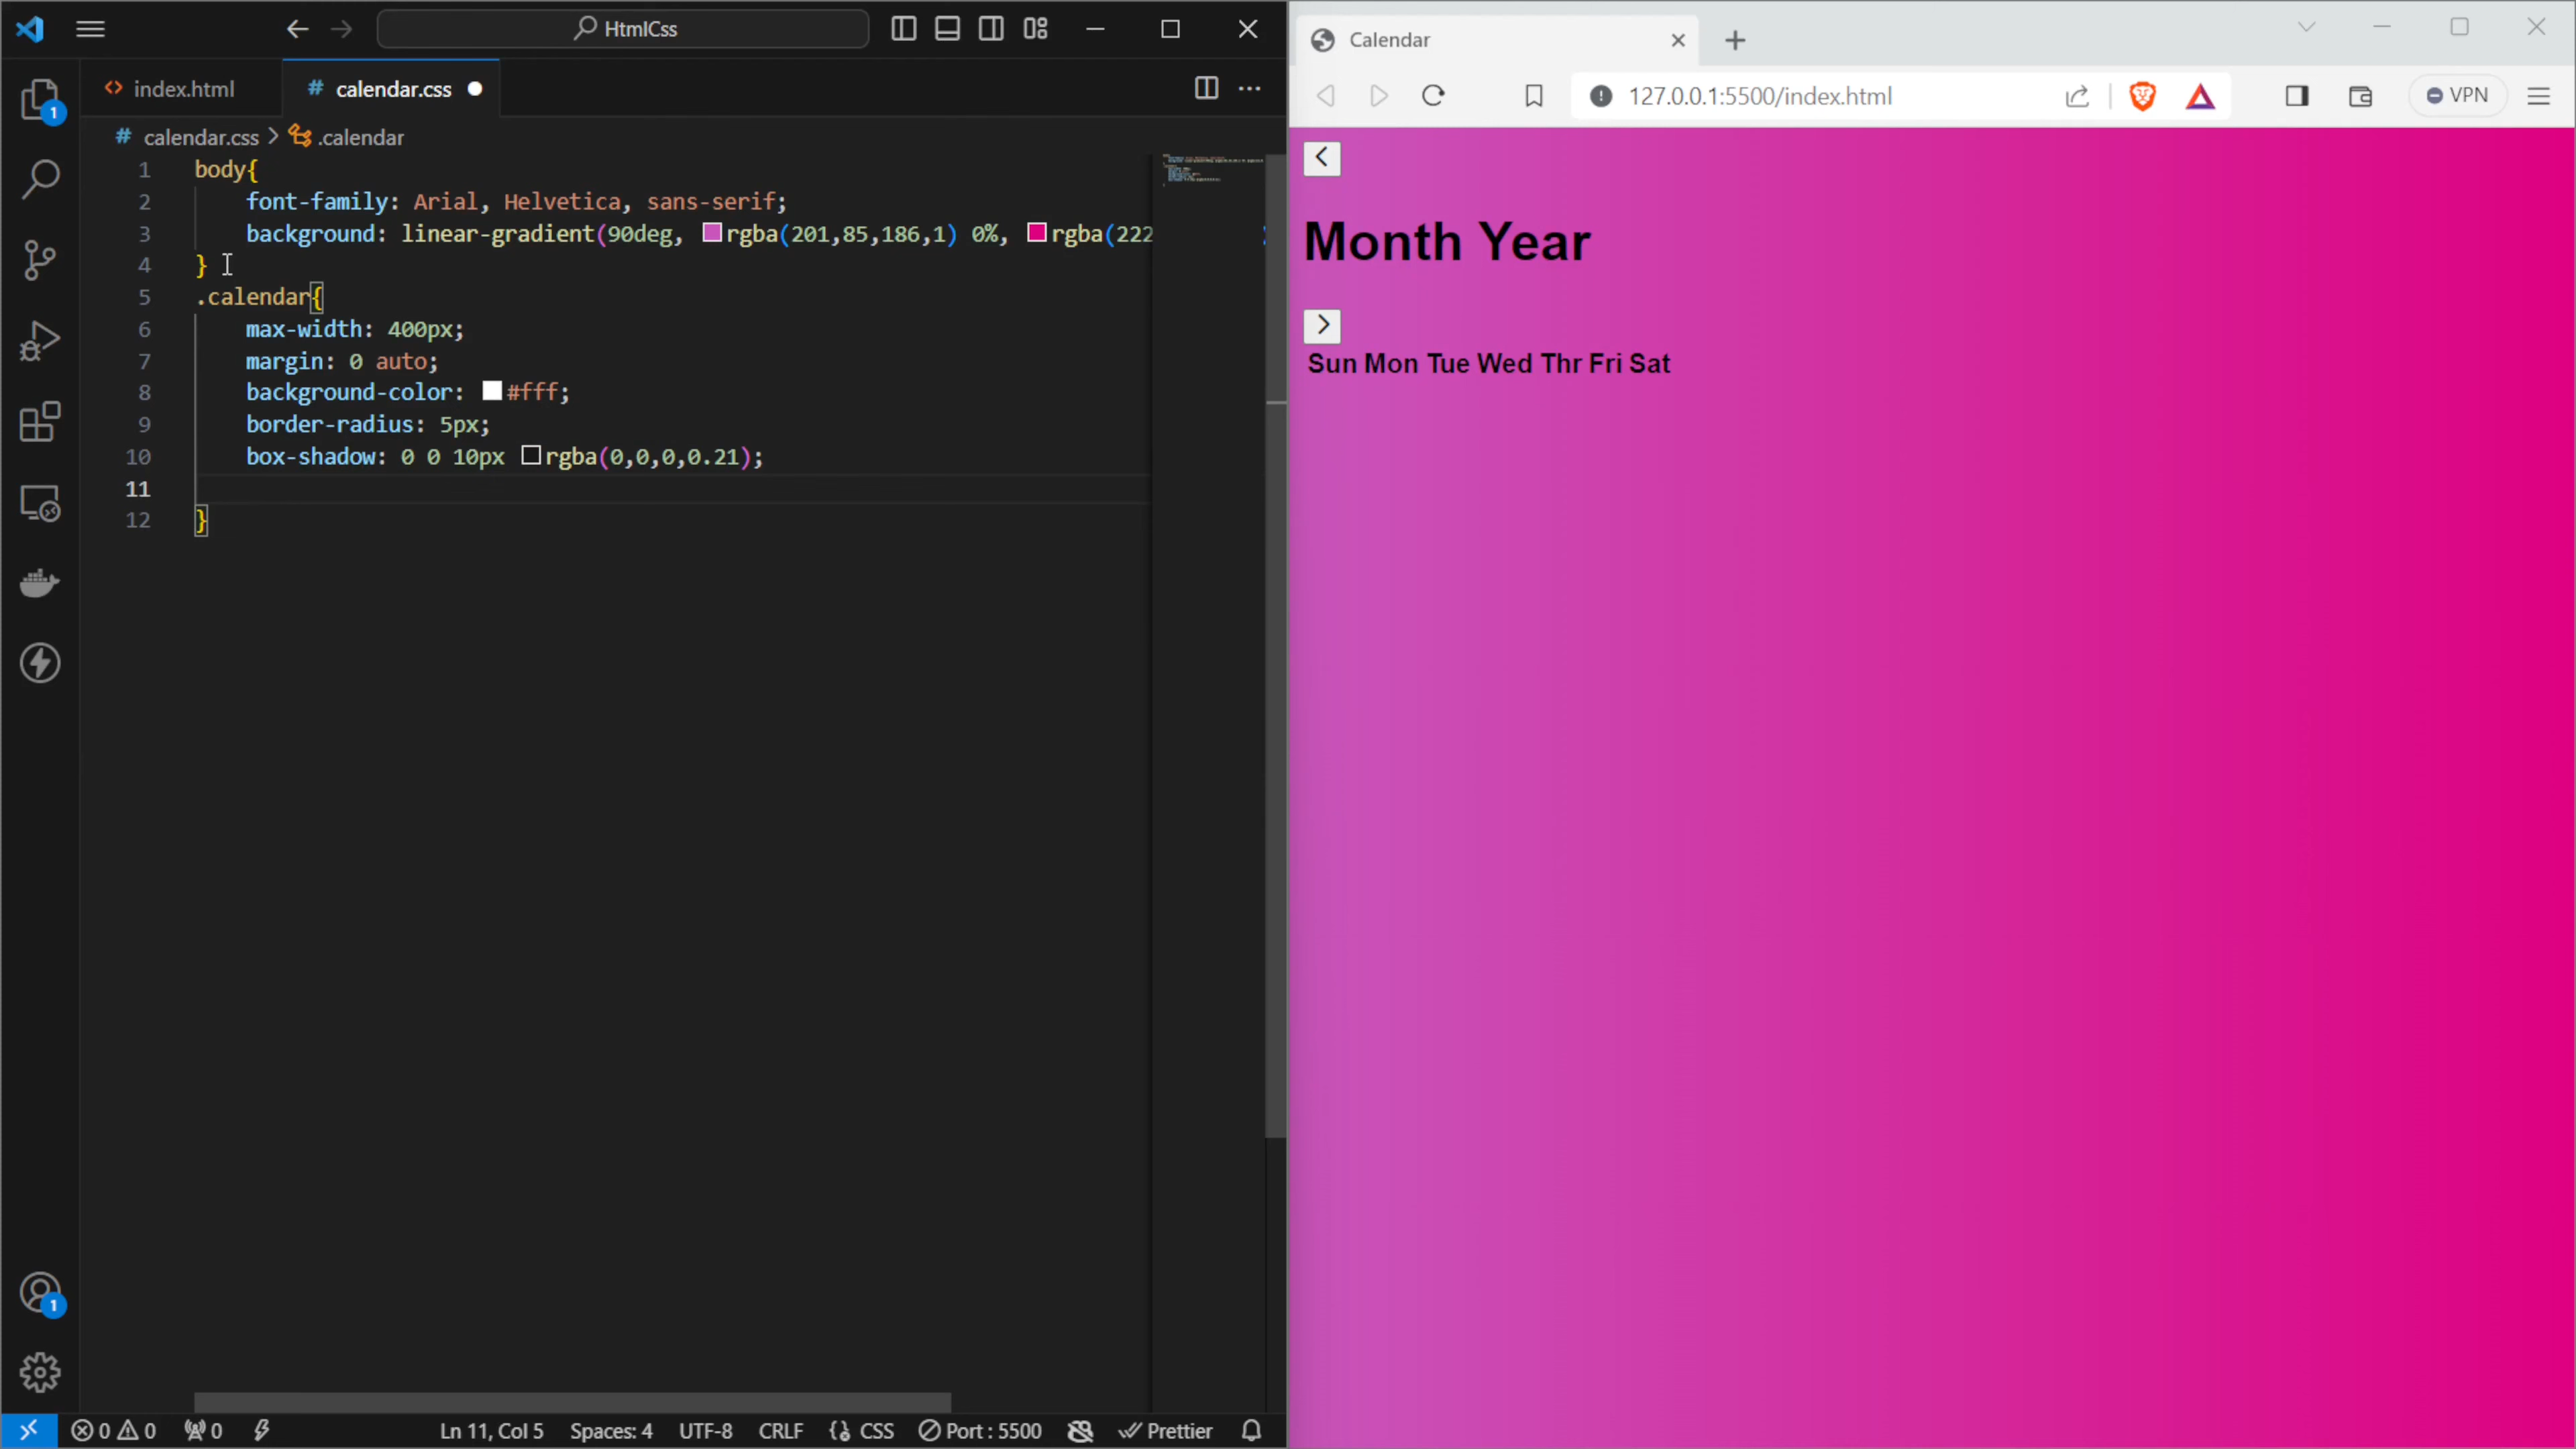 HtmlCss
index.html
# calendar.css
# calendar.css > .calendar
1 body{
2 font-family: Arial, Helvetica, sans-serif;
3 background: linear-gradient(90deg, rgba(201,85,186,1) 0%, rgba(222
4 }
5 .calendar{
6 max-width: 400px;
7 margin: 0 auto;
8 background-color: #fff;
9 border-radius: 5px;
10 box-shadow: 0 0 10px rgba(0,0,0,0.21);
11
12 }
1
1
0 0 0 Ln 11, Col 5 Spaces: 4 UTF-8 CRLF {} CSS Port : 5500 Prettier
Calendar
127.0.0.1:5500/index.html
VPN
<
Month Year
>
Sun Mon Tue Wed Thr Fri Sat